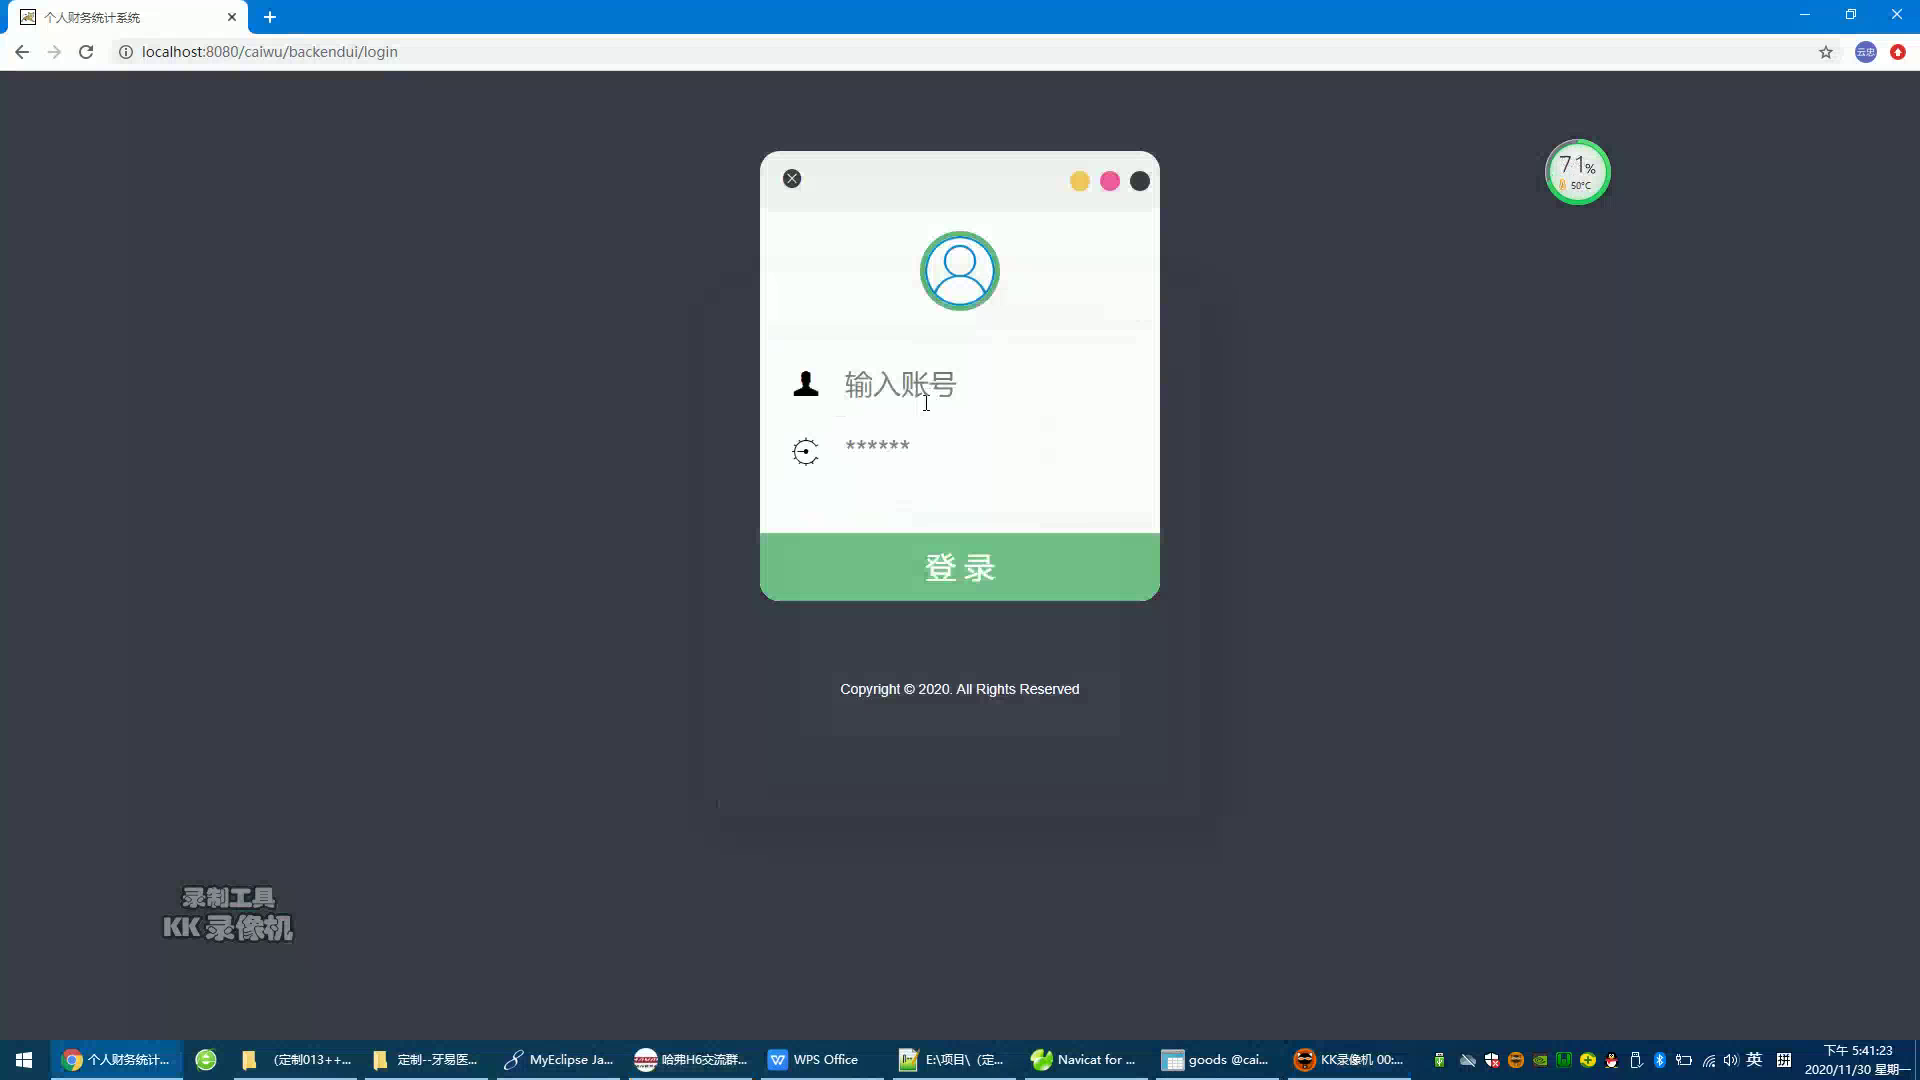 个人财务统计系统
localhost:8080/caiwu/backendui/login
云忠
71%
50°C
输入账号
******
登录
Copyright © 2020. All Rights Reserved
录制工具
KK 录像机
个人财务统计...
（定制013++...
定制--牙易医...
MyEclipse Ja...
哈弗H6交流群...
WPS Office
E:\项目\（定...
Navicat for ...
goods @cai...
KK录像机 00:...
英
拼
下午 5:41:23
2020/11/30 星期一